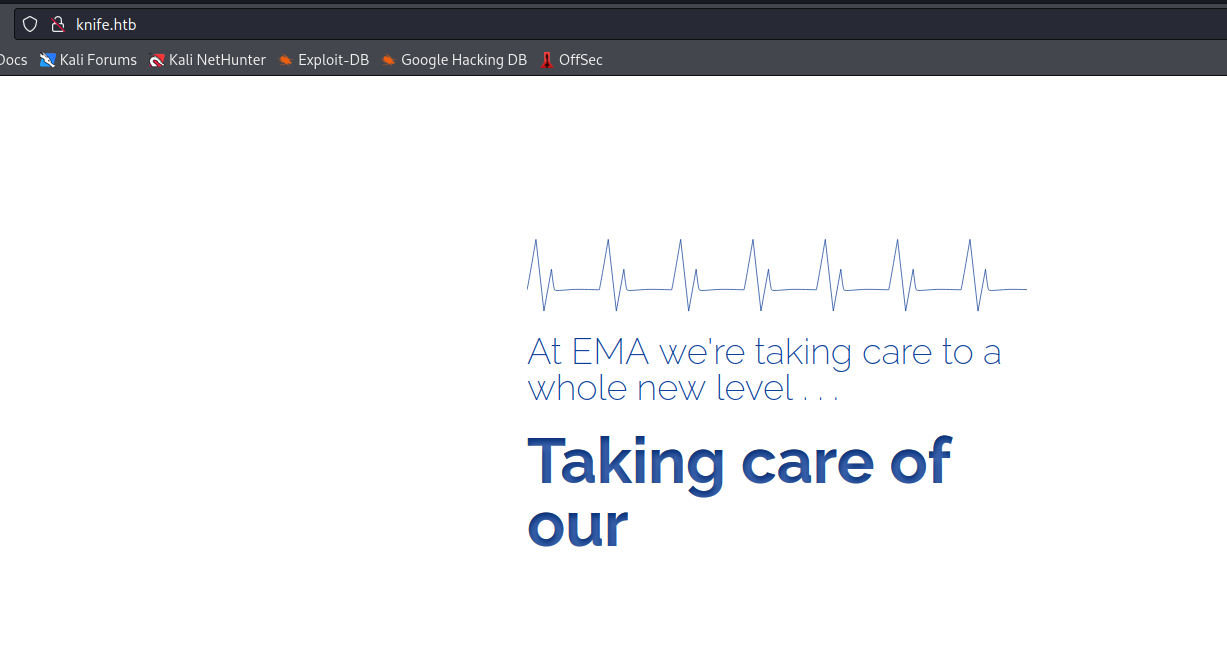 knife.htb
Docs Kali Forums Kali NetHunter Exploit-DB Google Hacking DB OffSec
At EMA we're taking care to a
whole new level . . .
Taking care of
our